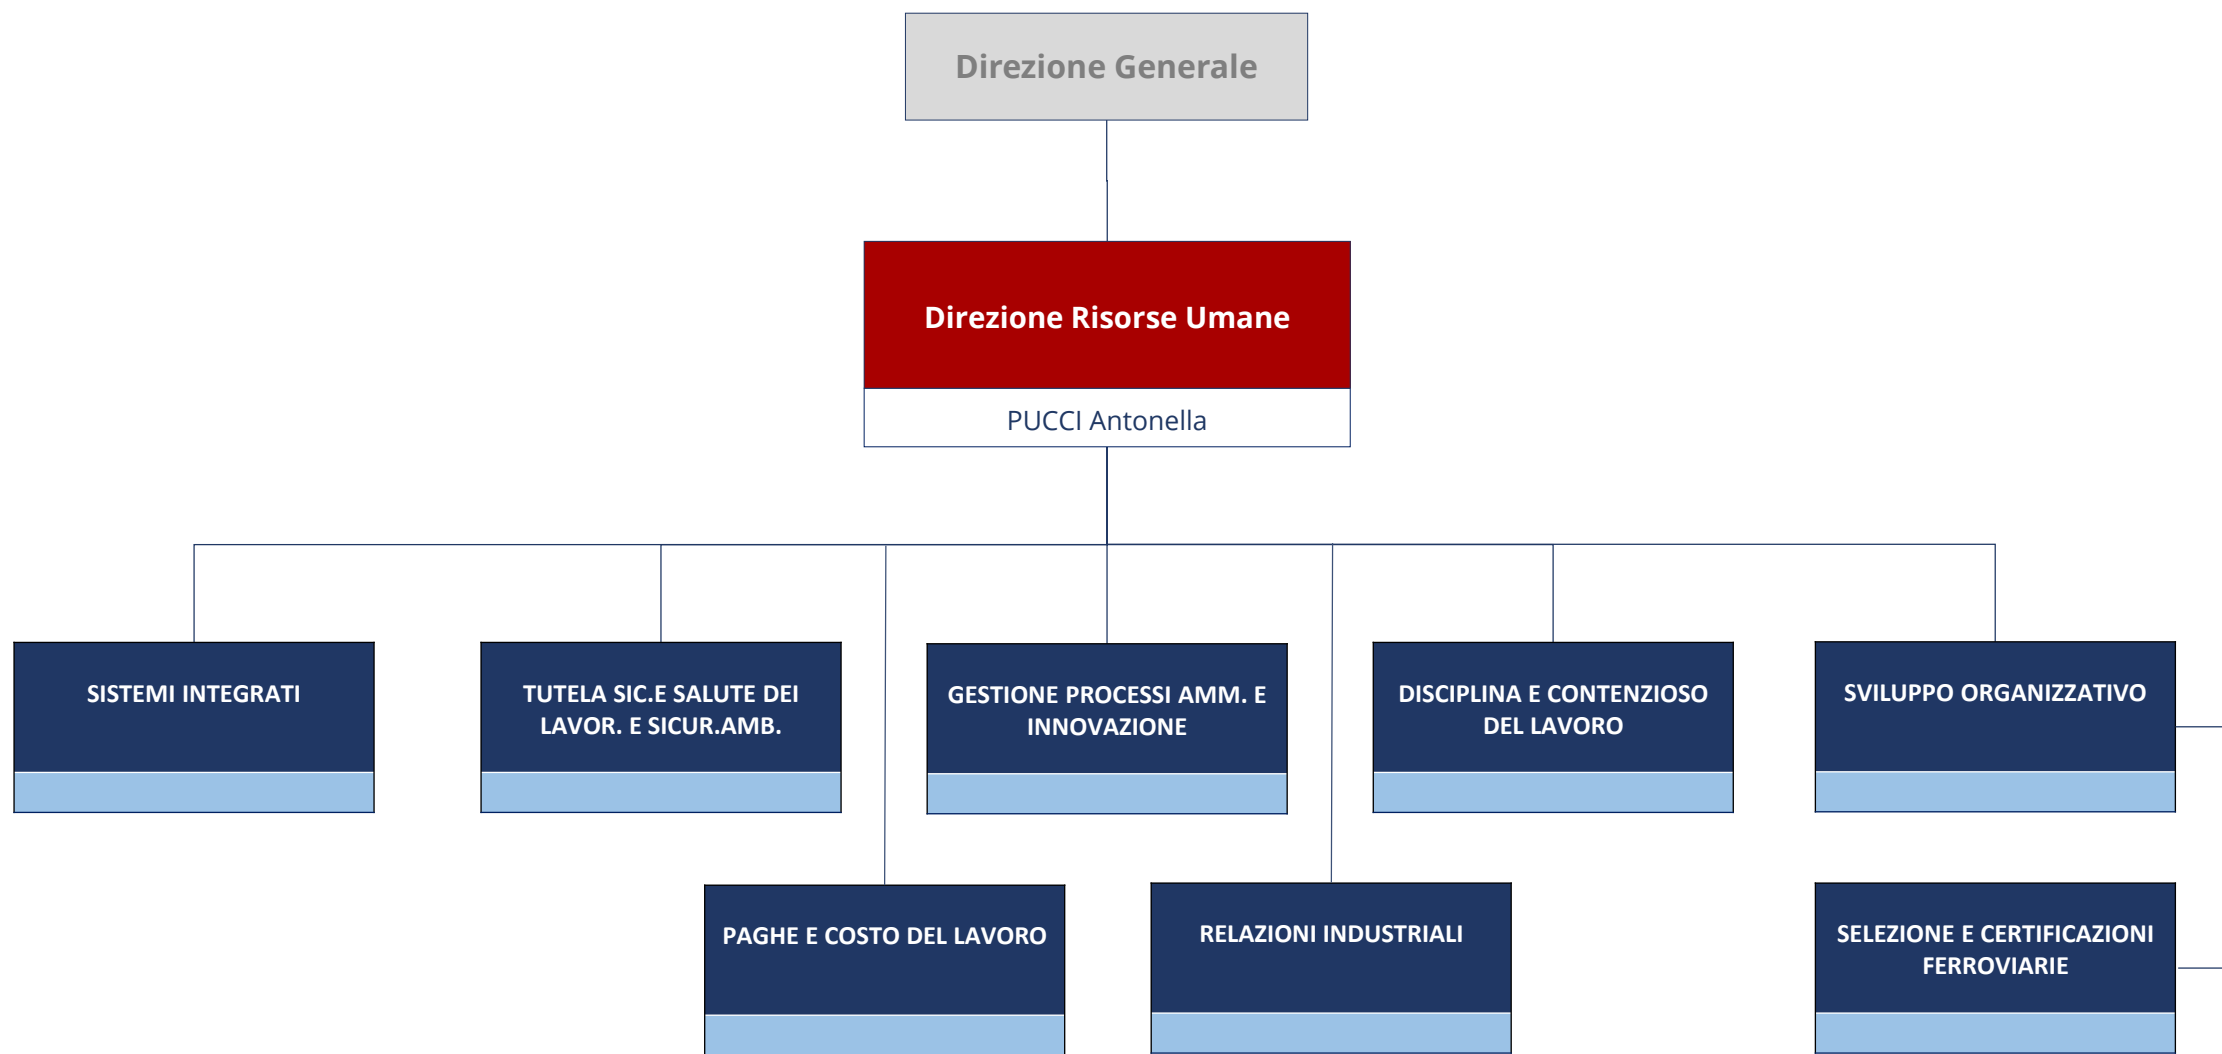 Direzione Generale
Direzione Risorse Umane
PUCCI Antonella
SISTEMI INTEGRATI
TUTELA SIC.E SALUTE DEI
LAVOR. E SICUR.AMB.
GESTIONE PROCESSI AMM. E
INNOVAZIONE
DISCIPLINA E CONTENZIOSO
DEL LAVORO
SVILUPPO ORGANIZZATIVO
PAGHE E COSTO DEL LAVORO
RELAZIONI INDUSTRIALI
SELEZIONE E CERTIFICAZIONI
FERROVIARIE